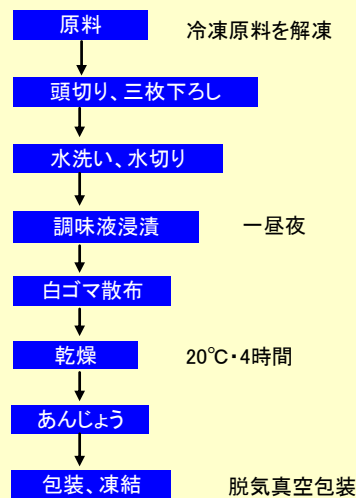 原料
冷凍原料を解凍
頭切り、三枚下ろし
水洗い、水切り
調味液浸漬
一昼夜
白ゴマ散布
乾燥
20℃・4時間
あんじょう
包装、凍結
脱気真空包装